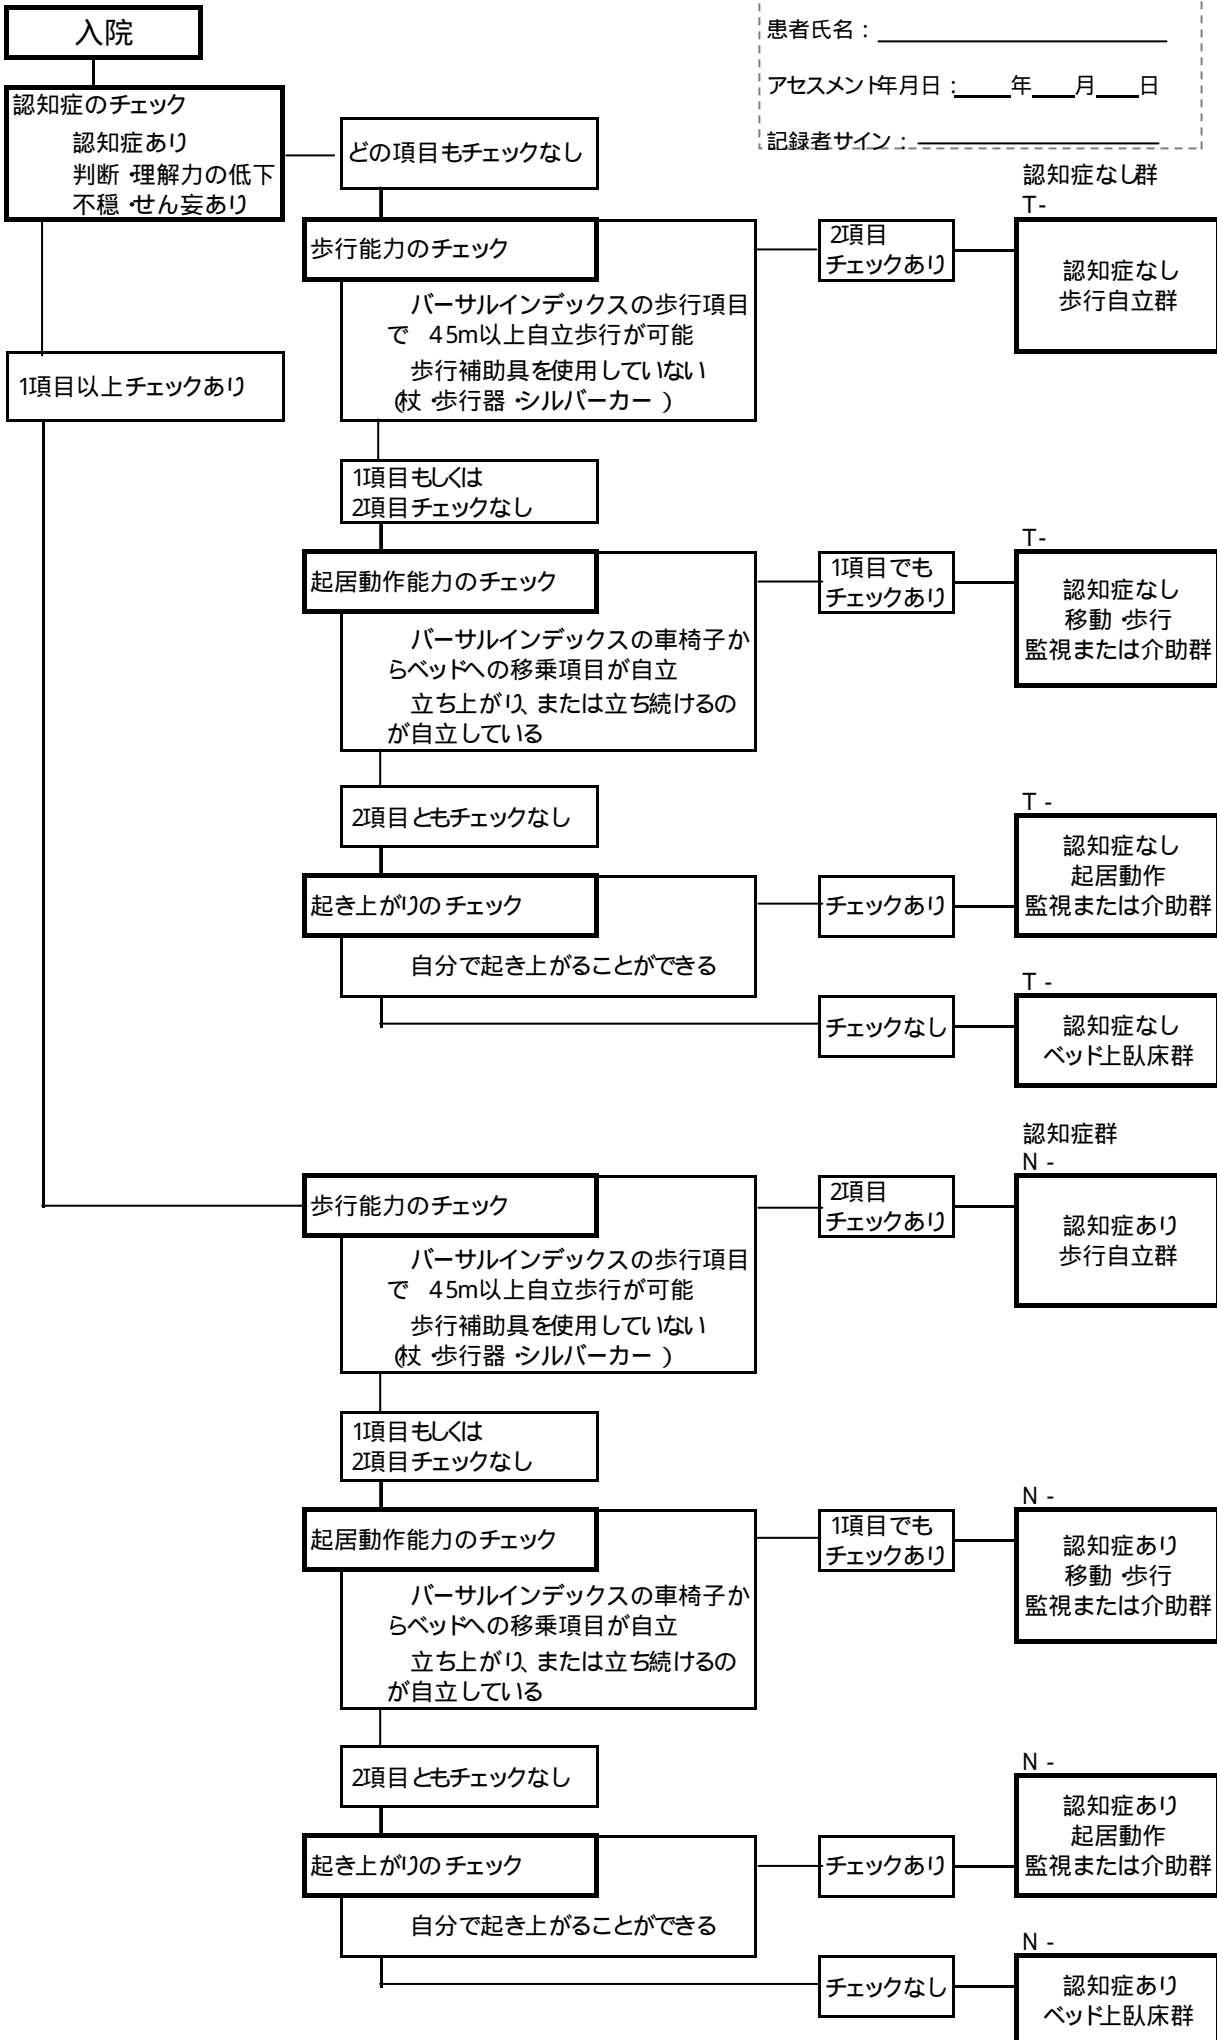 入院
患者氏名：
アセスメント年月日：　年　月　日
記録者サイン：
認知症のチェック
認知症あり
判断・理解力の低下
不穏・せん妄あり
どの項目もチェックなし
1項目以上チェックあり
認知症なし群
T-
歩行能力のチェック
バーサルインデックスの歩行項目
で　45m以上自立歩行が可能
歩行補助具を使用していない
(杖・歩行器・シルバーカー )
2項目
チェックあり
認知症なし
歩行自立群
1項目もしくは
2項目チェックなし
T-
起居動作能力のチェック
バーサルインデックスの車椅子か
らベッドへの移乗項目が自立
立ち上がり、または立ち続けるの
が自立している
1項目でも
チェックあり
認知症なし
移動・歩行
監視または介助群
2項目ともチェックなし
T -
起き上がりのチェック
自分で起き上がることができる
チェックあり
認知症なし
起居動作
監視または介助群
T -
チェックなし
認知症なし
ベッド上臥床群
認知症群
N -
歩行能力のチェック
バーサルインデックスの歩行項目
で　45m以上自立歩行が可能
歩行補助具を使用していない
(杖・歩行器・シルバーカー )
2項目
チェックあり
認知症あり
歩行自立群
1項目もしくは
2項目チェックなし
N -
起居動作能力のチェック
バーサルインデックスの車椅子か
らベッドへの移乗項目が自立
立ち上がり、または立ち続けるの
が自立している
1項目でも
チェックあり
認知症あり
移動・歩行
監視または介助群
2項目ともチェックなし
N -
起き上がりのチェック
自分で起き上がることができる
チェックあり
認知症あり
起居動作
監視または介助群
N -
チェックなし
認知症あり
ベッド上臥床群